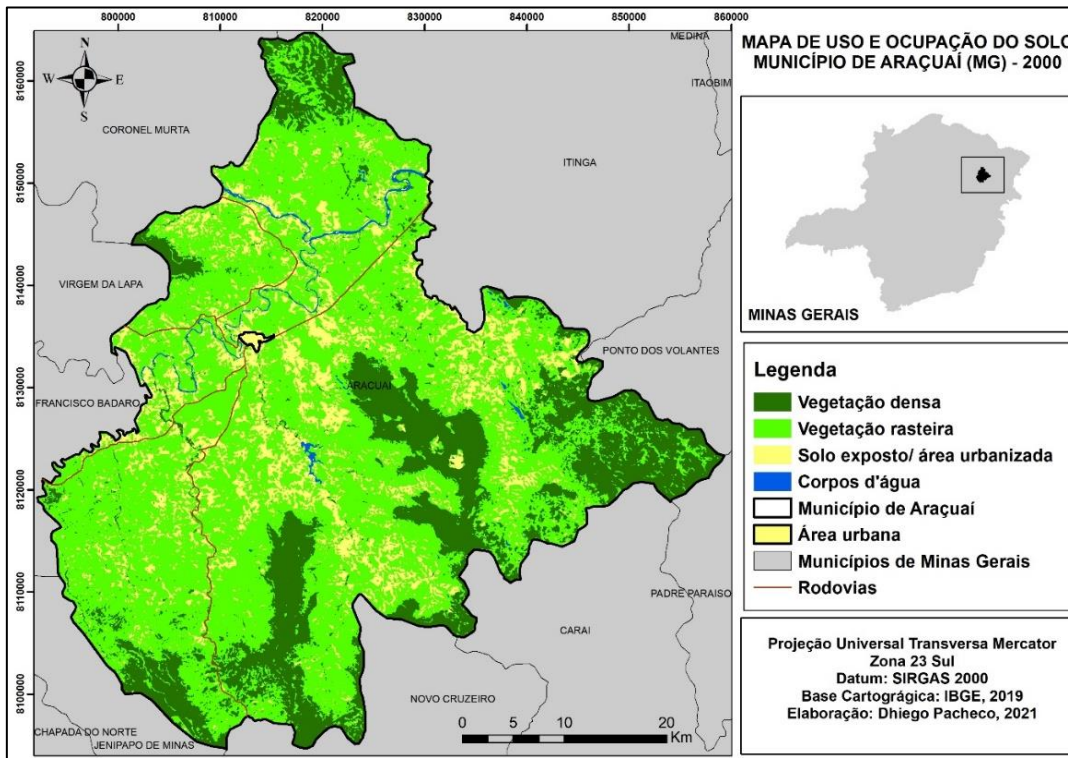 800000 810000 820000 830000 840000 850000 860000
MAPA DE USO E OCUPAÇÃO DO SOLO
MUNICÍPIO DE ARAÇUAÍ (MG) - 2000
N
W E
S
8160000
8150000
8140000
8130000
8120000
8110000
8100000
MEDINA
ITAOBIM
CORONEL MURTA
ITINGA
VIRGEM DA LAPA
PONTO DOS VOLANTES
ARAÇUAI
FRANCISCO BADARO
PADRE PARAISO
CARAI
NOVO CRUZEIRO
CHAPADA DO NORTE
JENIPAPO DE MINAS
0 5 10 20
Km
MINAS GERAIS
Legenda
Vegetação densa
Vegetação rasteira
Solo exposto/ área urbanizada
Corpos d'água
Município de Araçuaí
Área urbana
Municípios de Minas Gerais
Rodovias
Projeção Universal Transversa Mercator
Zona 23 Sul
Datum: SIRGAS 2000
Base Cartográgica: IBGE, 2019
Elaboração: Dhiego Pacheco, 2021